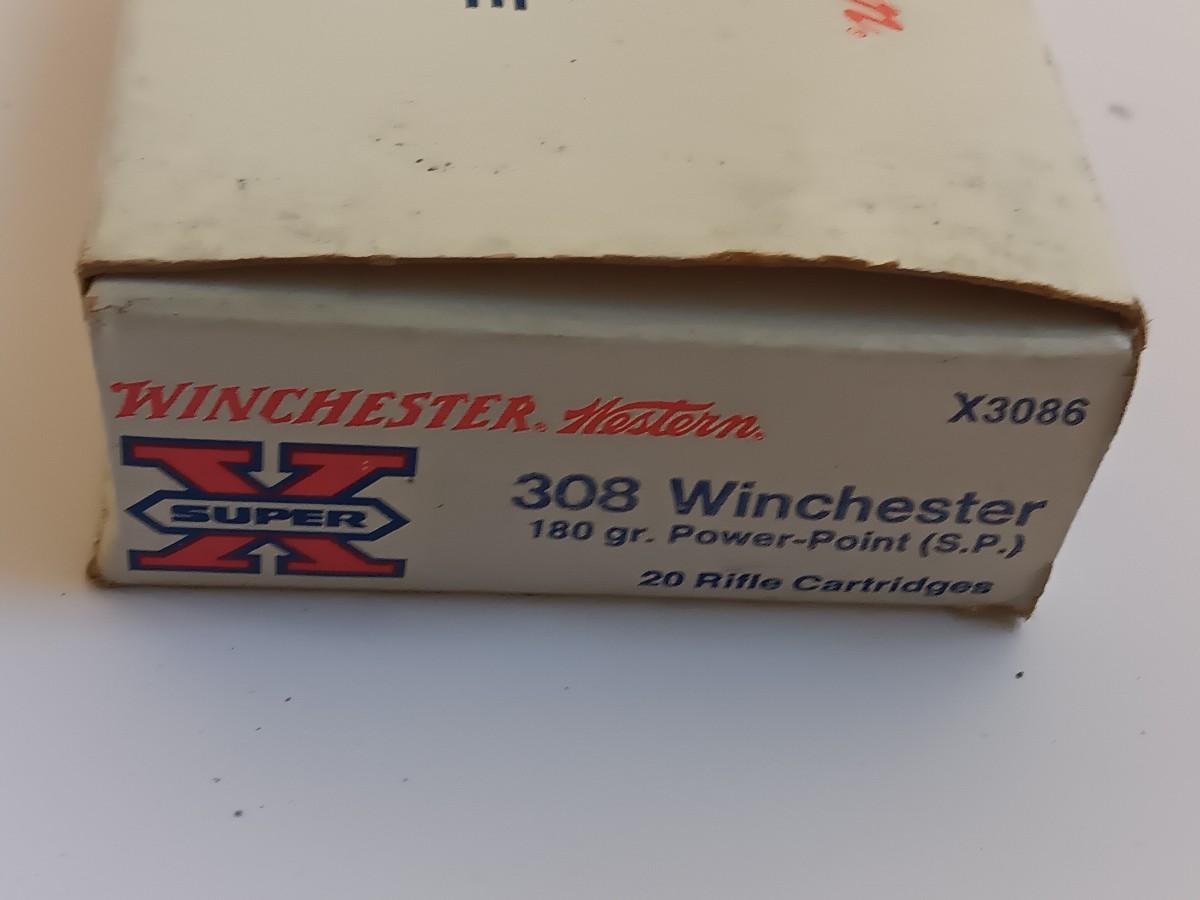 WINCHESTER® Western®
X3086
SUPER X
308 Winchester
180 gr. Power-Point (S.P.)
20 Rifle Cartridges